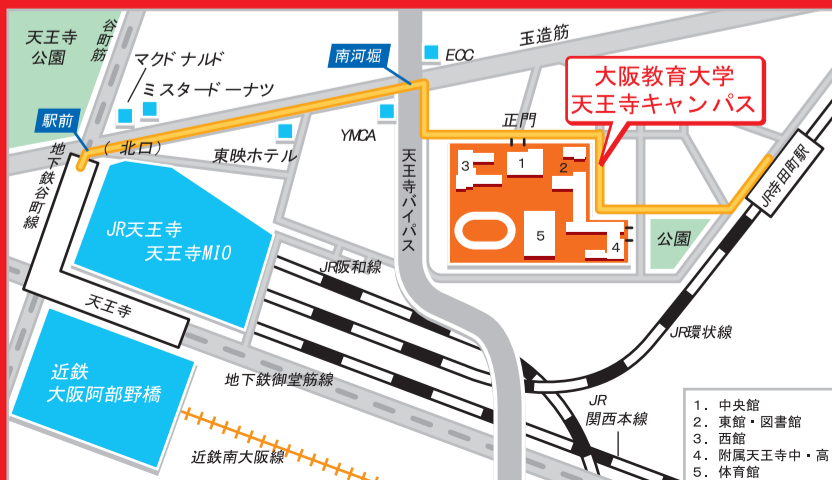 天王寺
公園
谷町筋
マクドナルド
ミスタードーナツ
南河堀
ECC
玉造筋
大阪教育大学
天王寺キャンパス
駅前
(北口)
東映ホテル
YMCA
正門
地下鉄谷町線
天王寺バイパス
1
2
3
4
5
公園
JR寺田町駅
JR天王寺
天王寺MIO
JR阪和線
天王寺
JR環状線
近鉄
大阪阿部野橋
地下鉄御堂筋線
JR
関西本線
近鉄南大阪線
1. 中央館
2. 東館・図書館
3. 西館
4. 附属天王寺中・高
5. 体育館